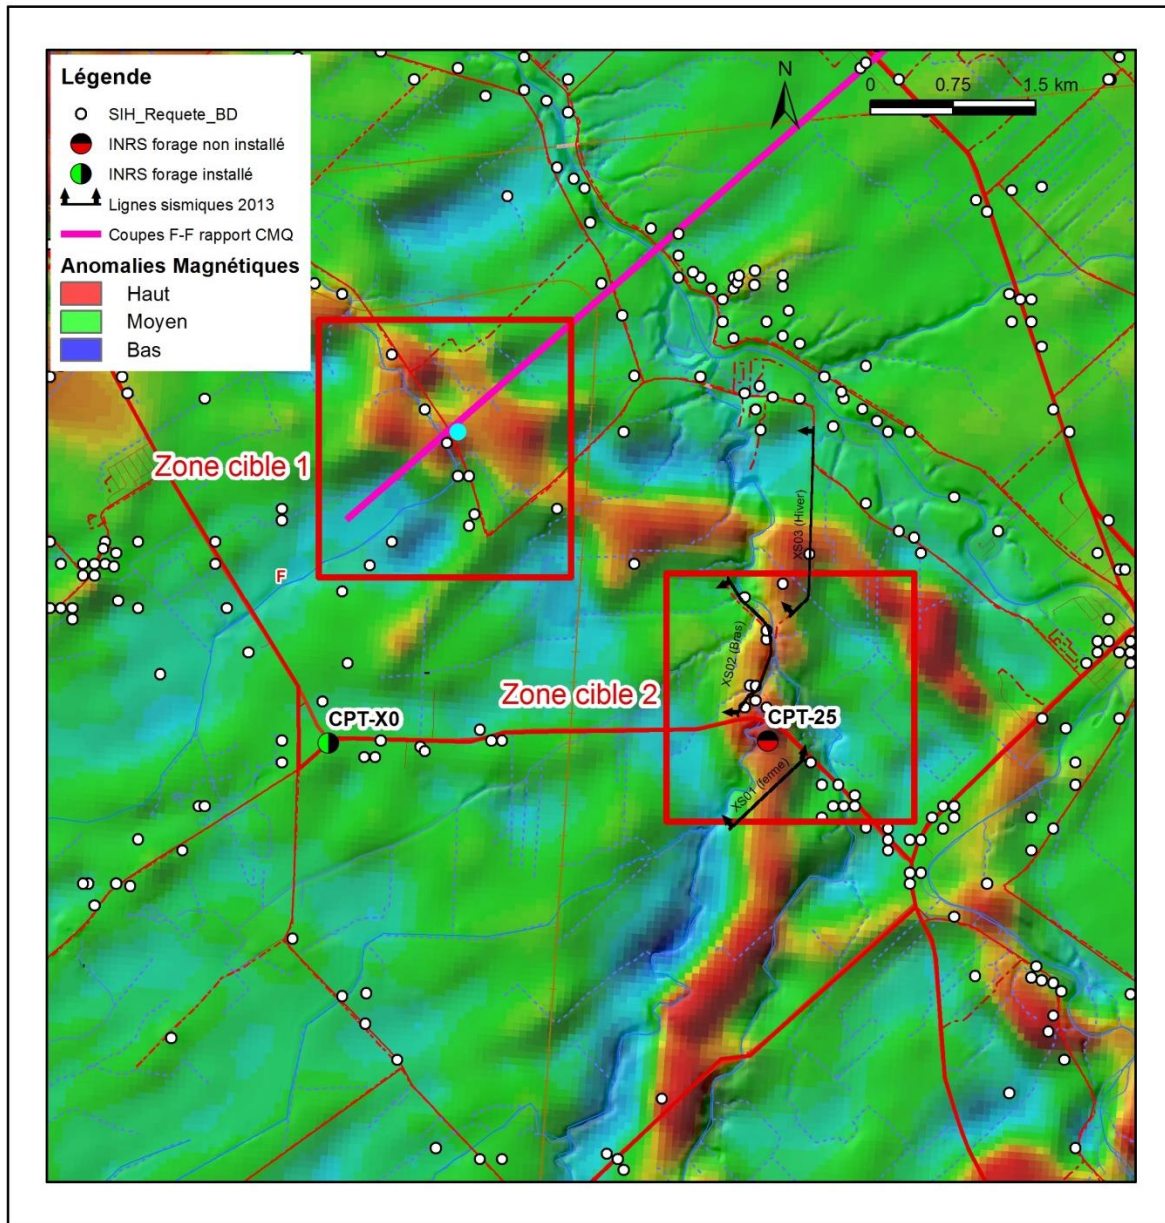 Légende
SIH_Requete_BD
INRS forage non installé
INRS forage installé
Lignes sismiques 2013
Coupes F-F rapport CMQ
Anomalies Magnétiques
Haut
Moyen
Bas
N
0 0.75 1.5 km
Zone cible 1
F
XS03 (Hiver)
XS02 (Bras)
Zone cible 2
CPT-X0
CPT-25
XS01 (ferme)